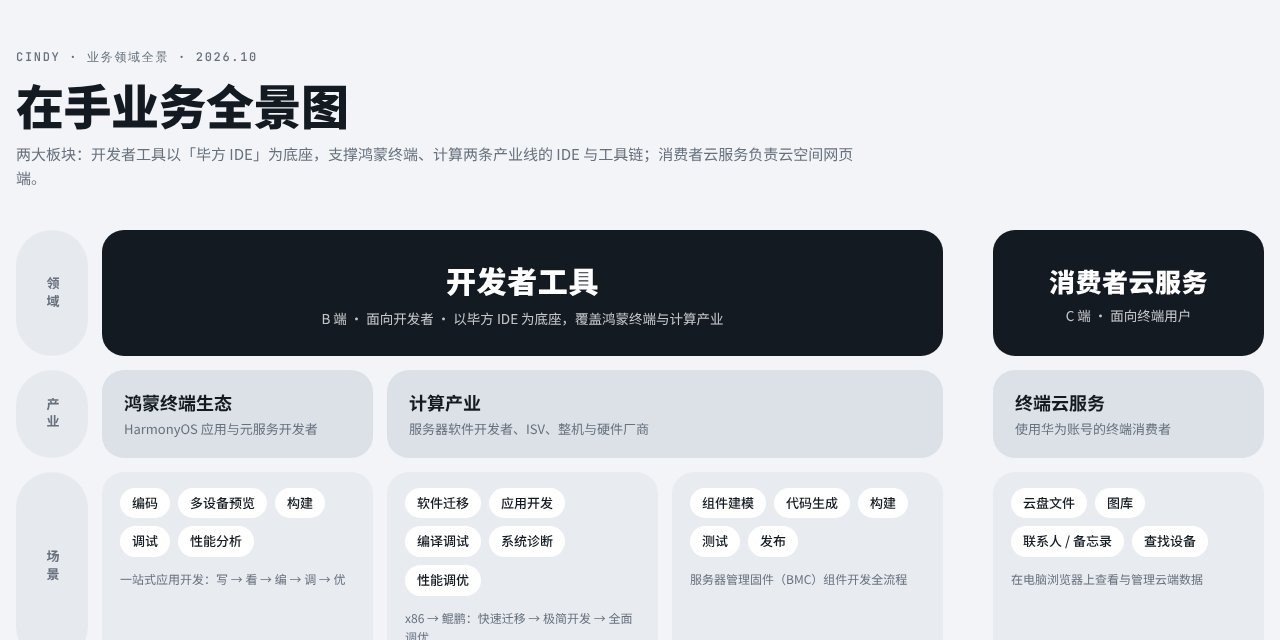 CINDY · 业务领域全景 · 2026.10
在手业务全景图
两大板块：开发者工具以「毕方 IDE」为底座，支撑鸿蒙终端、计算两条产业线的 IDE 与工具链；消费者云服务负责云空间网页
端。
领
域
开发者工具
B 端 · 面向开发者 · 以毕方 IDE 为底座，覆盖鸿蒙终端与计算产业
消费者云服务
C 端 · 面向终端用户
产
业
鸿蒙终端生态
HarmonyOS 应用与元服务开发者
计算产业
服务器软件开发者、ISV、整机与硬件厂商
终端云服务
使用华为账号的终端消费者
场
景
编码 多设备预览 构建
调试 性能分析
一站式应用开发：写 → 看 → 编 → 调 → 优
软件迁移 应用开发
编译调试 系统诊断
性能调优
x86 → 鲲鹏：快速迁移 → 极简开发 → 全面
调优
组件建模 代码生成 构建
测试 发布
服务器管理固件（BMC）组件开发全流程
云盘文件 图库
联系人 / 备忘录 查找设备
在电脑浏览器上查看与管理云端数据